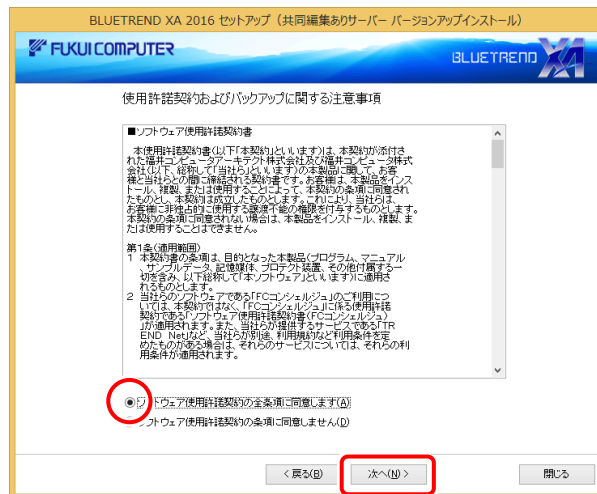 BLUETREND XA 2016 セットアップ（共同編集ありサーバー バージョンアップインストール）
FUKUI COMPUTER
BLUETREND XA
使用許諾契約およびバックアップに関する注意事項
■ソフトウェア使用許諾契約書
本使用許諾契約書(以下「本契約」といいます)は、本契約が添付さ
れた福井コンピュータアーキテクト株式会社及び福井コンピュータ株式
会社(以下、総称して「当社ら」といいます)の本製品に関して、お客
様と当社らとの間に締結される契約書です。お客様は、本製品をインス
トール、複製、または使用することによって、本契約の条項に同意され
たものとし、本契約は成立したものとします。これにより、当社らは、
お客様に非独占的に使用する譲渡不能の権限を付与するものとします。
本契約の条項に同意されない場合は、本製品をインストール、複製、ま
たは使用することはできません。
第1条(適用範囲)
1 本契約書の条項は、目的となった本製品(プログラム、マニュアル
、サンプルデータ、記憶媒体、プロテクト装置、その他付属する一
切を含み、以下総称して「本ソフトウェア」といいます)に適用さ
れるものとします。
2 当社らのソフトウェアである「FCコンシェルジュ」のご利用につ
いては、本契約ではなく、「FCコンシェルジュ」に係る使用許諾
契約である「ソフトウェア使用許諾契約書(FCコンシェルジュ)
」が適用されます。また、当社らが提供するサービスである「TR
END Net」など、当社らが別途、利用規約など利用条件を定
めたものがある場合は、それらのサービスについては、それらの利
用条件が適用されます。
ソフトウェア使用許諾契約の全条項に同意します(A)
ソフトウェア使用許諾契約の条項に同意しません(D)
< 戻る(B)
次へ(N) >
閉じる